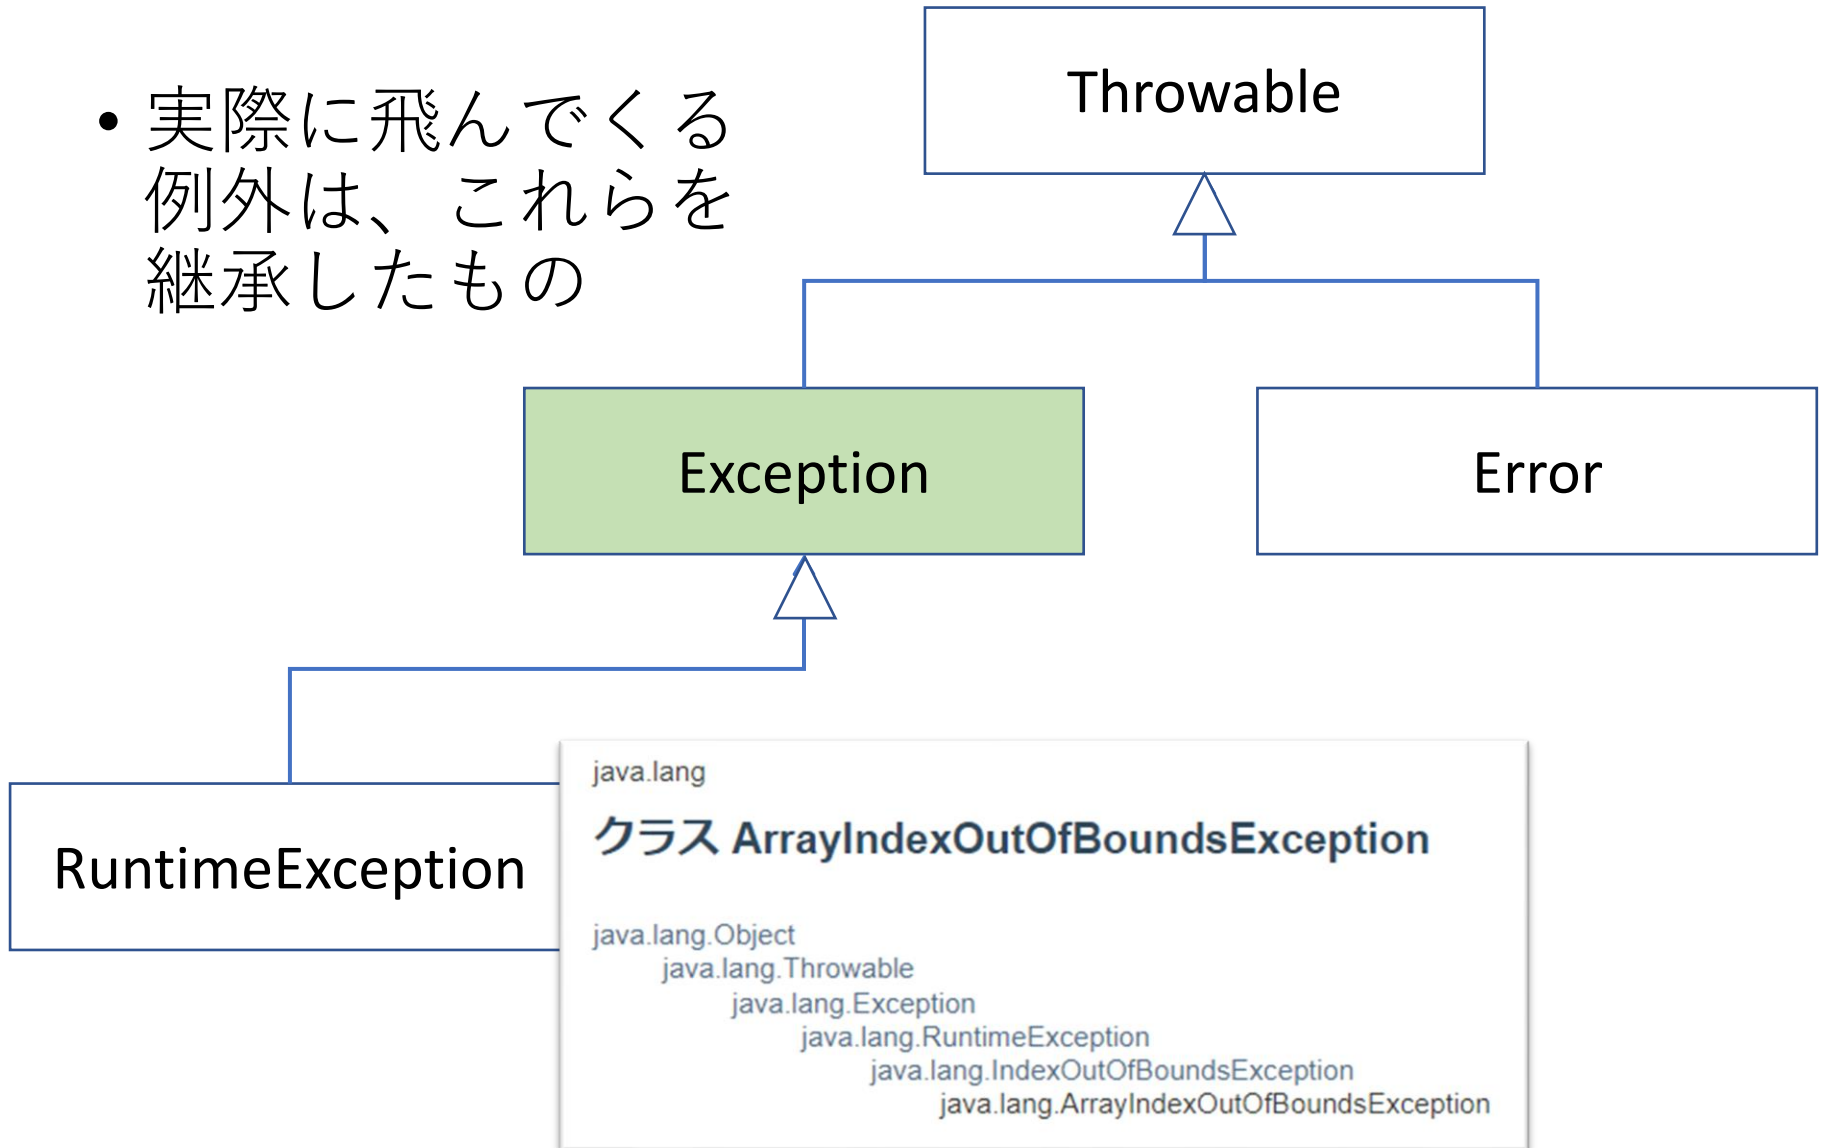 • 実際に飛んでくる
例外は、これらを
継承したもの
Throwable
Exception
Error
RuntimeException
java.lang
クラス ArrayIndexOutOfBoundsException
java.lang.Object
java.lang.Throwable
java.lang.Exception
java.lang.RuntimeException
java.lang.IndexOutOfBoundsException
java.lang.ArrayIndexOutOfBoundsException